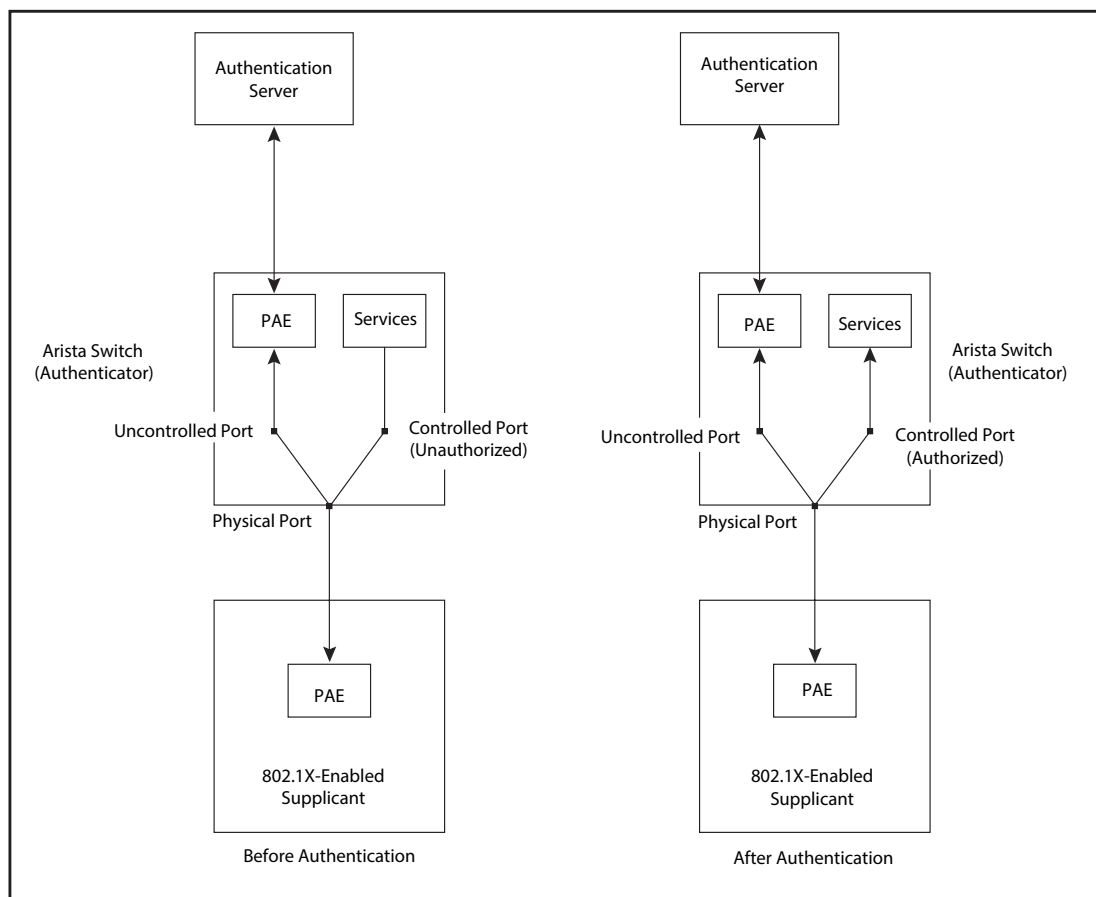 Authentication
Server
PAE
Services
Arista Switch
(Authenticator)
Uncontrolled Port
Controlled Port
(Unauthorized)
Physical Port
PAE
802.1X-Enabled
Supplicant
Before Authentication
Authentication
Server
PAE
Services
Arista Switch
(Authenticator)
Uncontrolled Port
Controlled Port
(Authorized)
Physical Port
PAE
802.1X-Enabled
Supplicant
After Authentication